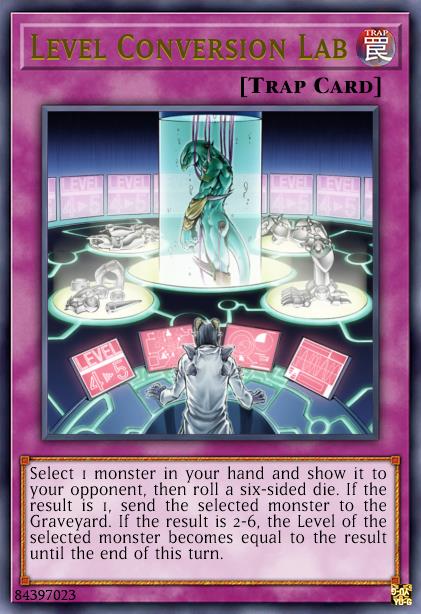 Level Conversion Lab
TRAP
罠
[Trap Card]
LEVEL
LEVEL
LEVEL
4▶5
Select 1 monster in your hand and show it to
your opponent, then roll a six-sided die. If the
result is 1, send the selected monster to the
Graveyard. If the result is 2-6, the Level of the
selected monster becomes equal to the result
until the end of this turn.
84397023